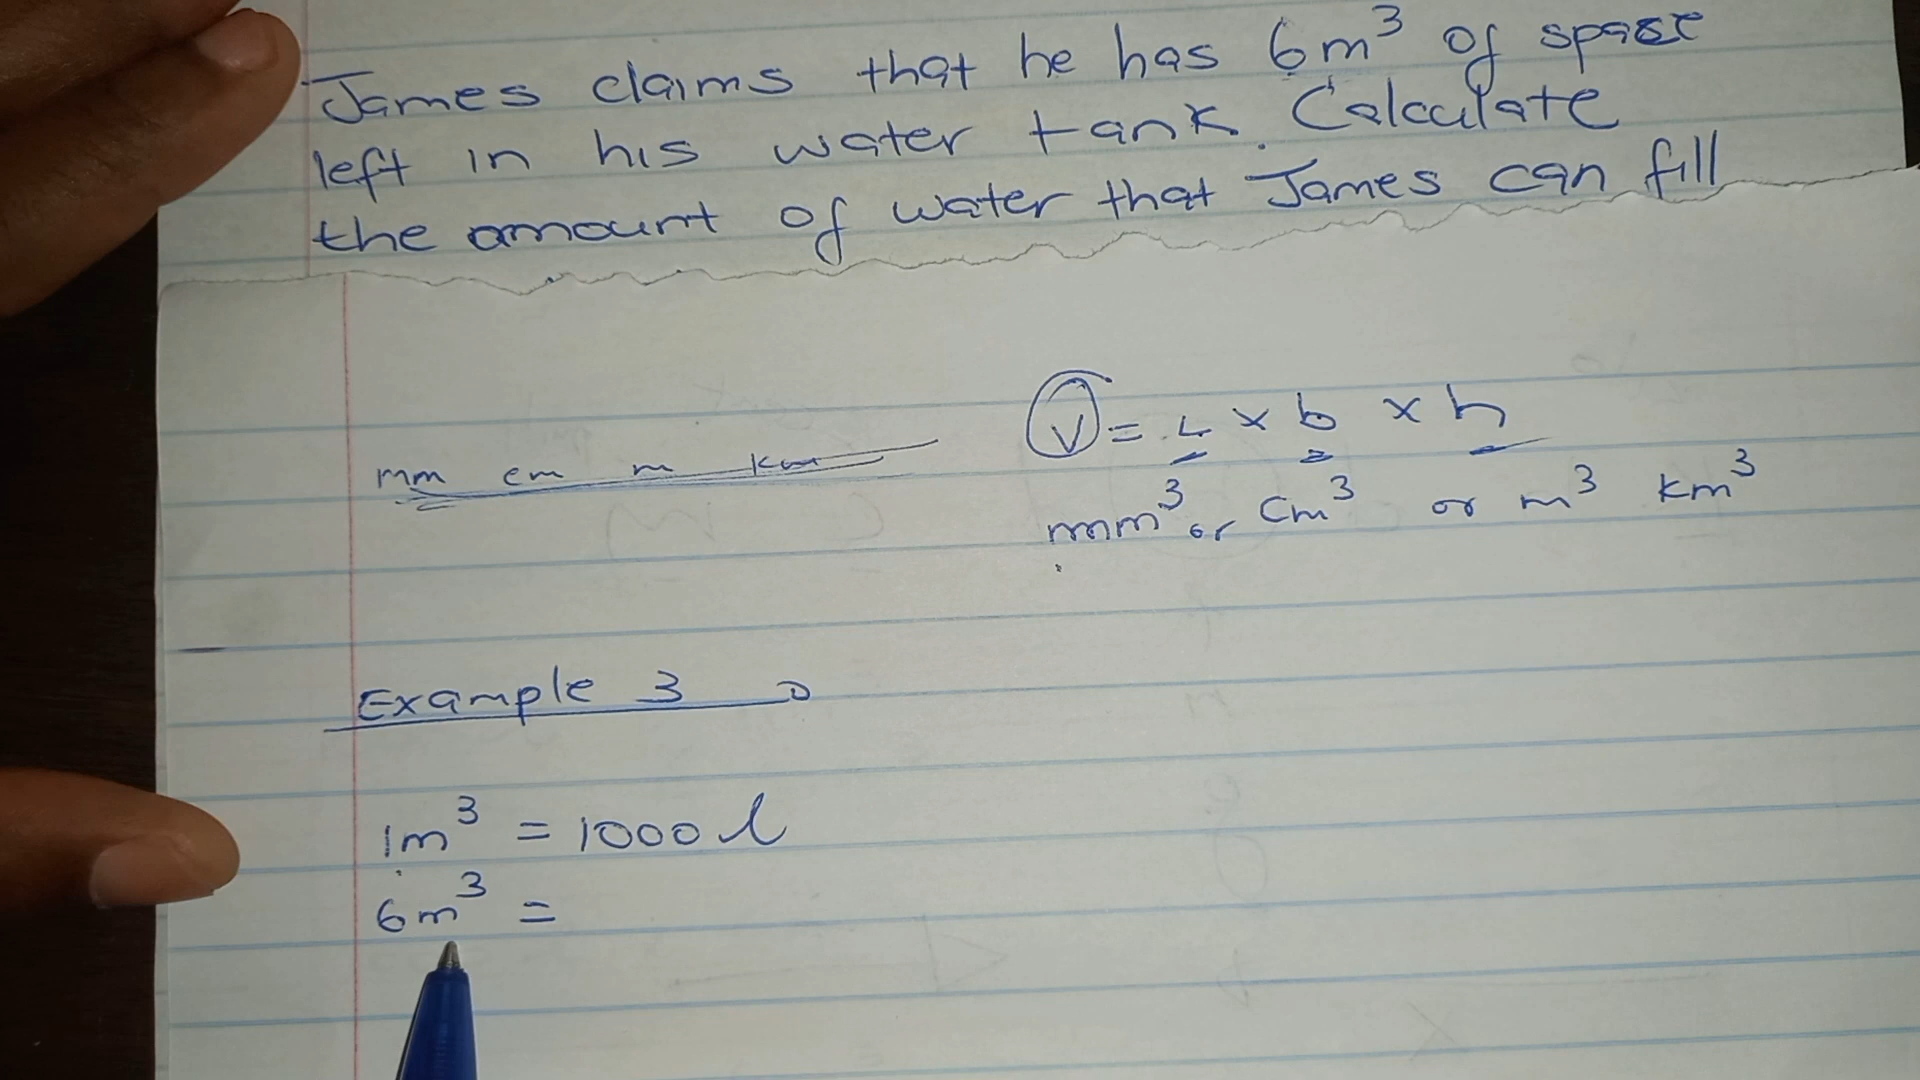 James claims that he has 6m³ of space
left in his water tank. Calculate
the amount of water that James can fill
V = L x b x h
mm cm m km
mm³ or cm³ or m³ km³
Example 3
1m³ = 1000 l
6m³ =